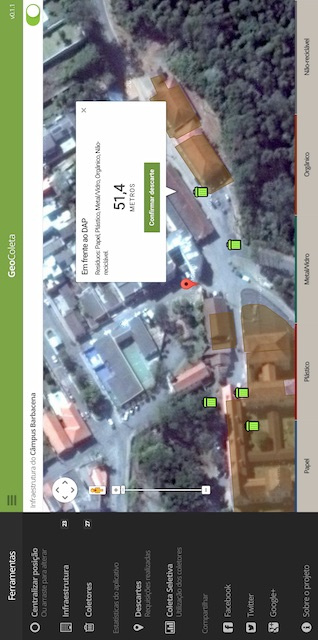 Ferramentas
Centralizar posição
Ou arraste para alterar
Infraestrutura
23
Coletores
27
Estatísticas do aplicativo
Descartes
Requisições realizadas
Coleta Seletiva
Utilização dos coletores
Compartilhar
Facebook
Twitter
Google+
Sobre o projeto
GeoColeta
v0.1.1
Infraestrutura do Câmpus Barbacena
Em frente ao DAP
Resíduos: Papel, Plástico, Metal/Vidro, Orgânico, Não-
reciclável
51,4
METROS
Confirmar descarte
Papel
Plástico
Metal/Vidro
Orgânico
Não-reciclável